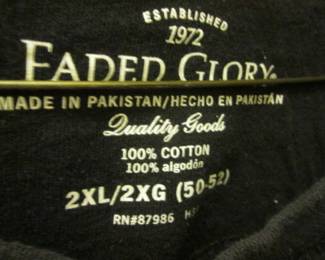 ESTABLISHED
1972
FADED GLORY®
MADE IN PAKISTAN/HECHO EN PAKISTÁN
Quality Goods
100% COTTON
100% algodón
2XL/2XG (50-52)
RN#87986